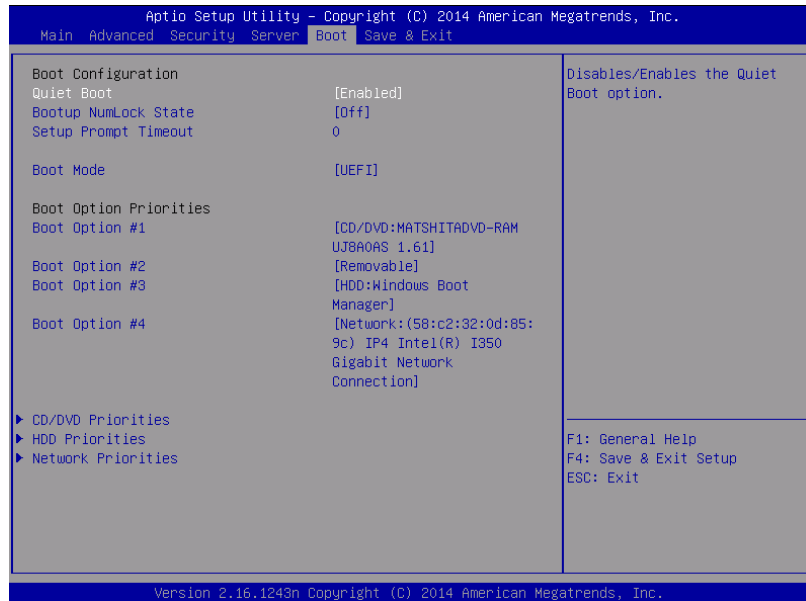 Aptio Setup Utility – Copyright (C) 2014 American Megatrends, Inc.
Main Advanced Security Server Boot Save & Exit
Boot Configuration
Quiet Boot [Enabled]
Bootup NumLock State [Off]
Setup Prompt Timeout 0
Boot Mode [UEFI]
Boot Option Priorities
Boot Option #1 [CD/DVD:MATSHITADVD-RAM
UJ8A0AS 1.61]
Boot Option #2 [Removable]
Boot Option #3 [HDD:Windows Boot
Manager]
Boot Option #4 [Network:(58:c2:32:0d:85:
9c) IP4 Intel(R) I350
Gigabit Network
Connection]
CD/DVD Priorities
HDD Priorities
Network Priorities
Disables/Enables the Quiet
Boot option.
F1: General Help
F4: Save & Exit Setup
ESC: Exit
Version 2.16.1243n Copyright (C) 2014 American Megatrends, Inc.